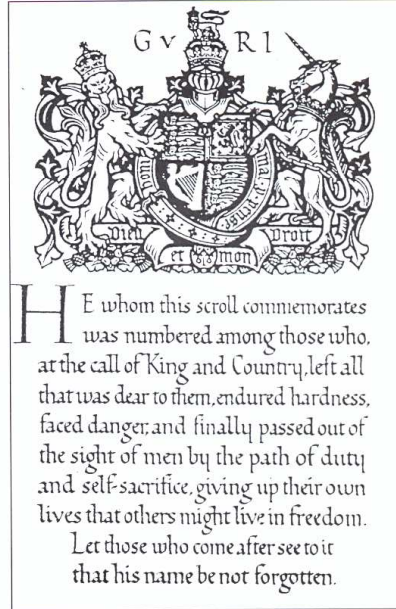 G V R I
Honi mal y pense
Dieu Droit
et mon
HE whom this scroll commemorates
was numbered among those who,
at the call of King and Country, left all
that was dear to them, endured hardness,
faced danger, and finally passed out of
the sight of men by the path of duty
and self-sacrifice, giving up their own
lives that others might live in freedom.
Let those who come after see to it
that his name be not forgotten.